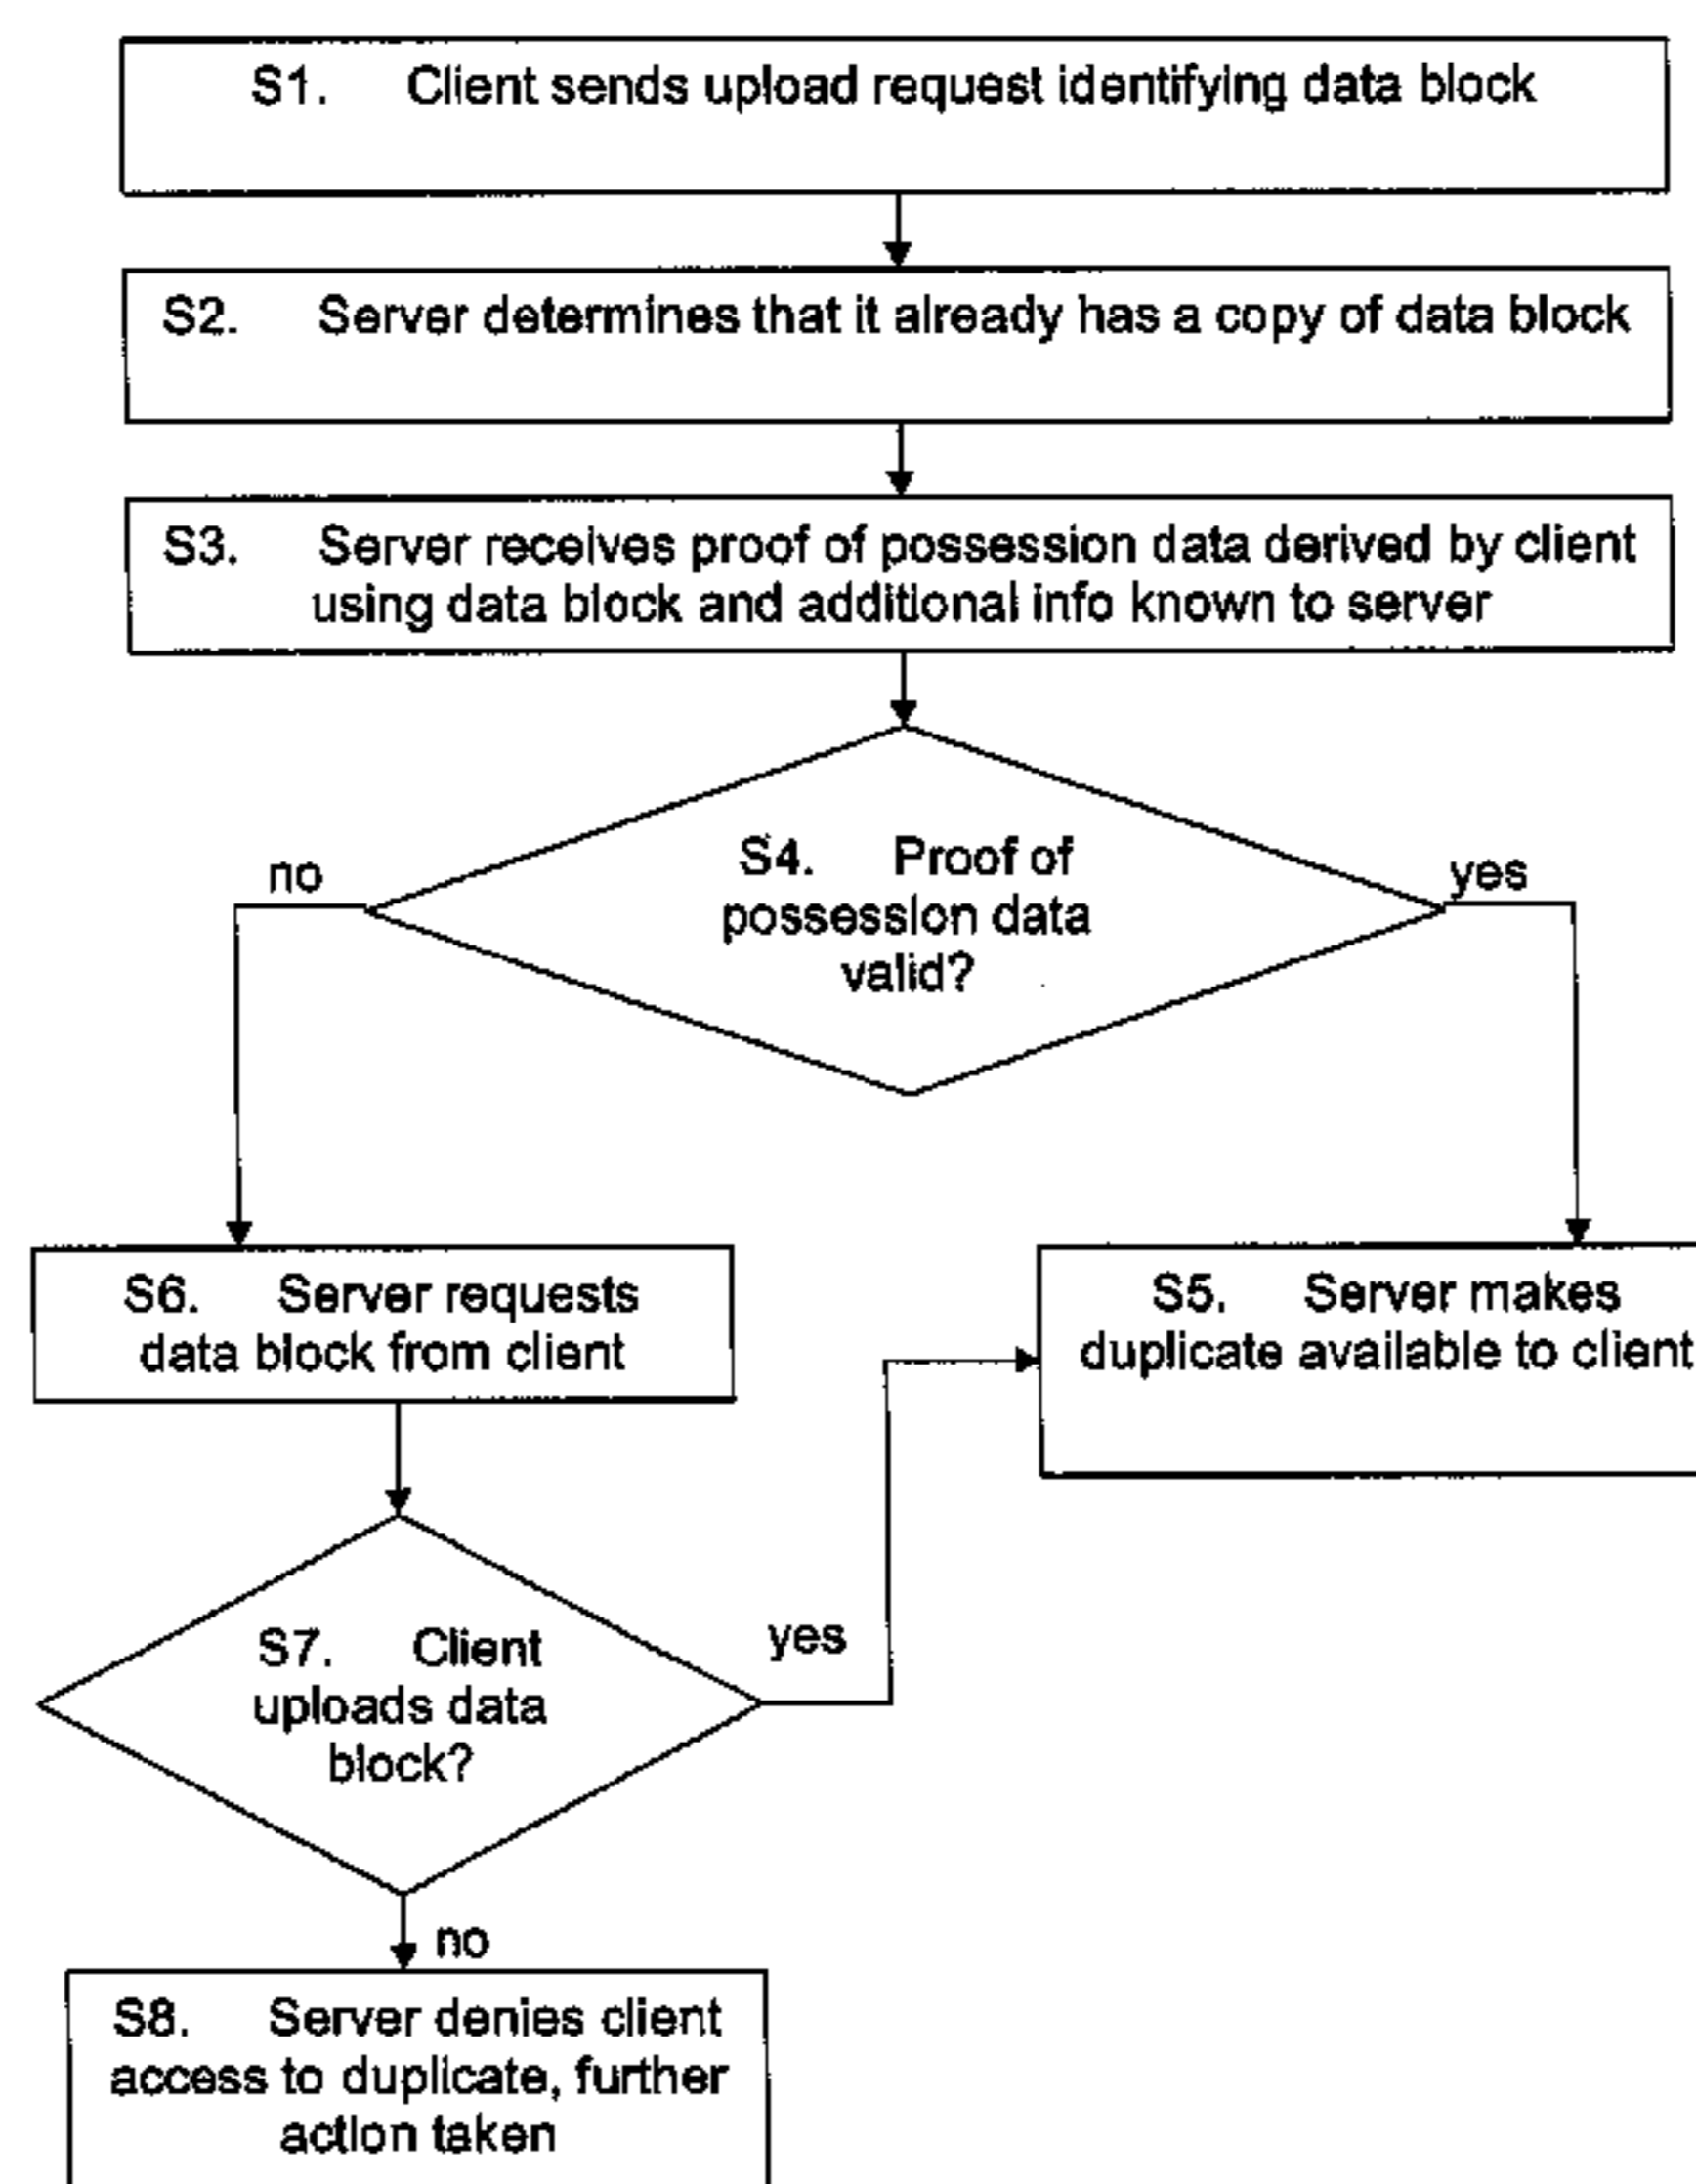 S1. Client sends upload request identifying data block
S2. Server determines that it already has a copy of data block
S3. Server receives proof of possession data derived by client
using data block and additional info known to server
S4. Proof of
possession data
valid?
no
yes
S6. Server requests
data block from client
S5. Server makes
duplicate available to client
S7. Client
uploads data
block?
yes
no
S8. Server denies client
access to duplicate, further
action taken